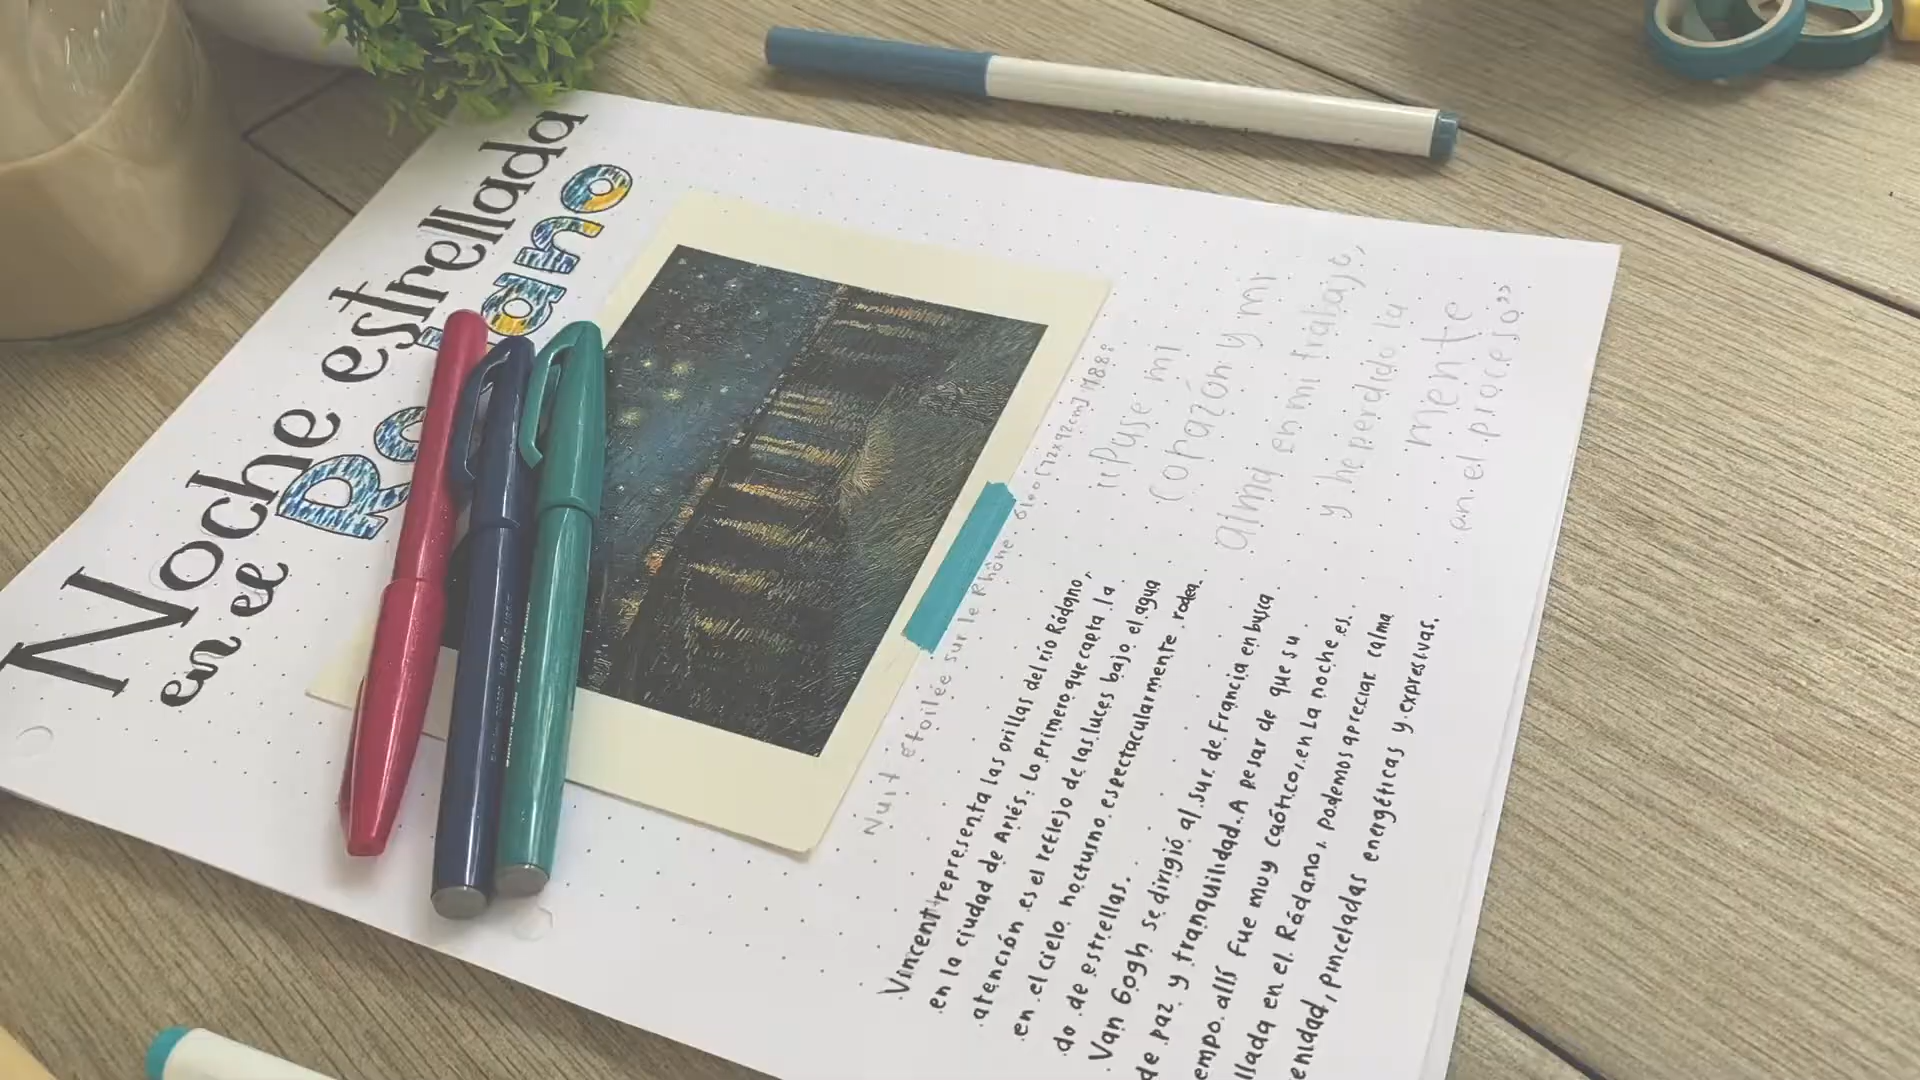 Noche estrellada
en el
Nuit étoilée sur le Rhône óleo [72x92cm] 1888
"Puse mi
corazón y mi
alma en mi trabajo,
y he perdido la
mente
en el proceso"
Vincent representa las orillas del río Ródano,
en la ciudad de Arlés. Lo primero que capta la
atención es el reflejo de las luces bajo el agua
en el cielo nocturno espectacularmente rodea
do de estrellas.
Van Gogh se dirigió al sur de Francia en busca
de paz y tranquilidad. A pesar de que su
empo allí fue muy caótico, en La noche es
llada en el Ródano, podemos apreciar calma
enidad, pinceladas energéticas y expresivas.